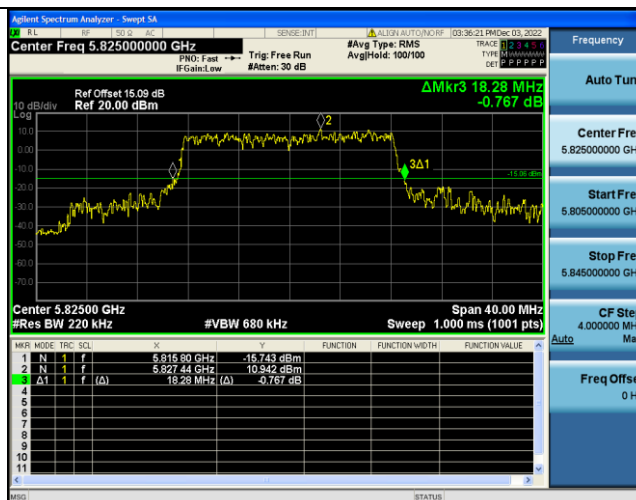 Agilent Spectrum Analyzer - Swept SA
RL RF 50 Ω AC SENSE:INT ALIGN AUTO/NORF 03:36:21 PM Dec 03, 2022
Center Freq 5.825000000 GHz
PNO: Fast
IFGain:Low
Trig: Free Run
#Atten: 30 dB
#Avg Type: RMS
Avg|Hold: 100/100
TRACE 1 2 3 4 5 6
TYPE M
DET P P P P P P
Frequency
Auto Tun
Center Fre
5.825000000 GH
Start Fre
5.805000000 GH
Stop Fre
5.845000000 GH
CF Ste
4.000000 MH
Auto Ma
Freq Offse
0 H
ΔMkr3 18.28 MHz
-0.767 dB
Ref Offset 15.09 dB
10 dB/div Ref 20.00 dBm
Log
10.0
0.00
-10.0
-20.0
-30.0
-40.0
-50.0
-60.0
-70.0
1
2
3Δ1
-15.06 dBm
Center 5.82500 GHz Span 40.00 MHz
#Res BW 220 kHz #VBW 680 kHz Sweep 1.000 ms (1001 pts)
MKR MODE TRC SCL X Y FUNCTION FUNCTION WIDTH FUNCTION VALUE
1 N 1 f 5.815 80 GHz -15.743 dBm
2 N 1 f 5.827 44 GHz 10.942 dBm
3 Δ1 1 f (Δ) 18.28 MHz (Δ) -0.767 dB
4
5
6
7
8
9
10
11
MSG STATUS